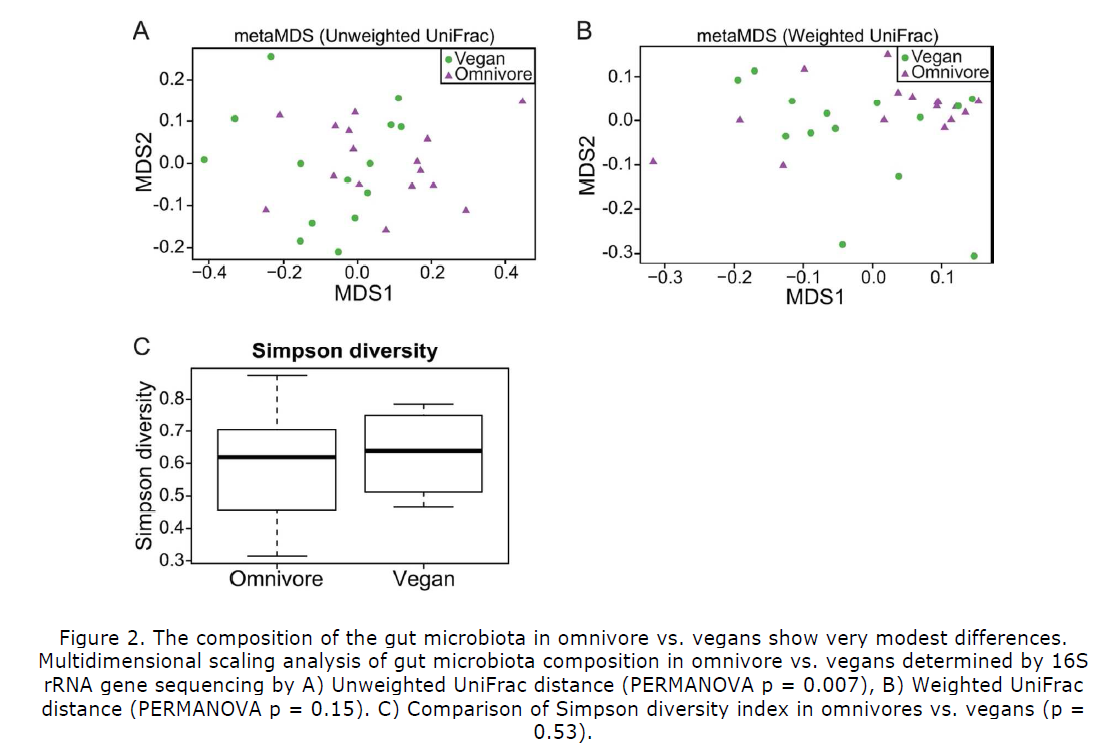 A
metaMDS (Unweighted UniFrac)
Vegan
Omnivore
MDS2
0.2
0.1
0.0
-0.1
-0.2
−0.4 −0.2 0.0 0.2 0.4
MDS1
B
metaMDS (Weighted UniFrac)
Vegan
Omnivore
MDS2
0.1
0.0
-0.1
-0.2
-0.3
−0.3 −0.2 −0.1 0.0 0.1
MDS1
C
Simpson diversity
Simpson diversity
0.8
0.7
0.6
0.5
0.4
0.3
Omnivore Vegan
Figure 2. The composition of the gut microbiota in omnivore vs. vegans show very modest differences.
Multidimensional scaling analysis of gut microbiota composition in omnivore vs. vegans determined by 16S
rRNA gene sequencing by A) Unweighted UniFrac distance (PERMANOVA p = 0.007), B) Weighted UniFrac
distance (PERMANOVA p = 0.15). C) Comparison of Simpson diversity index in omnivores vs. vegans (p =
0.53).